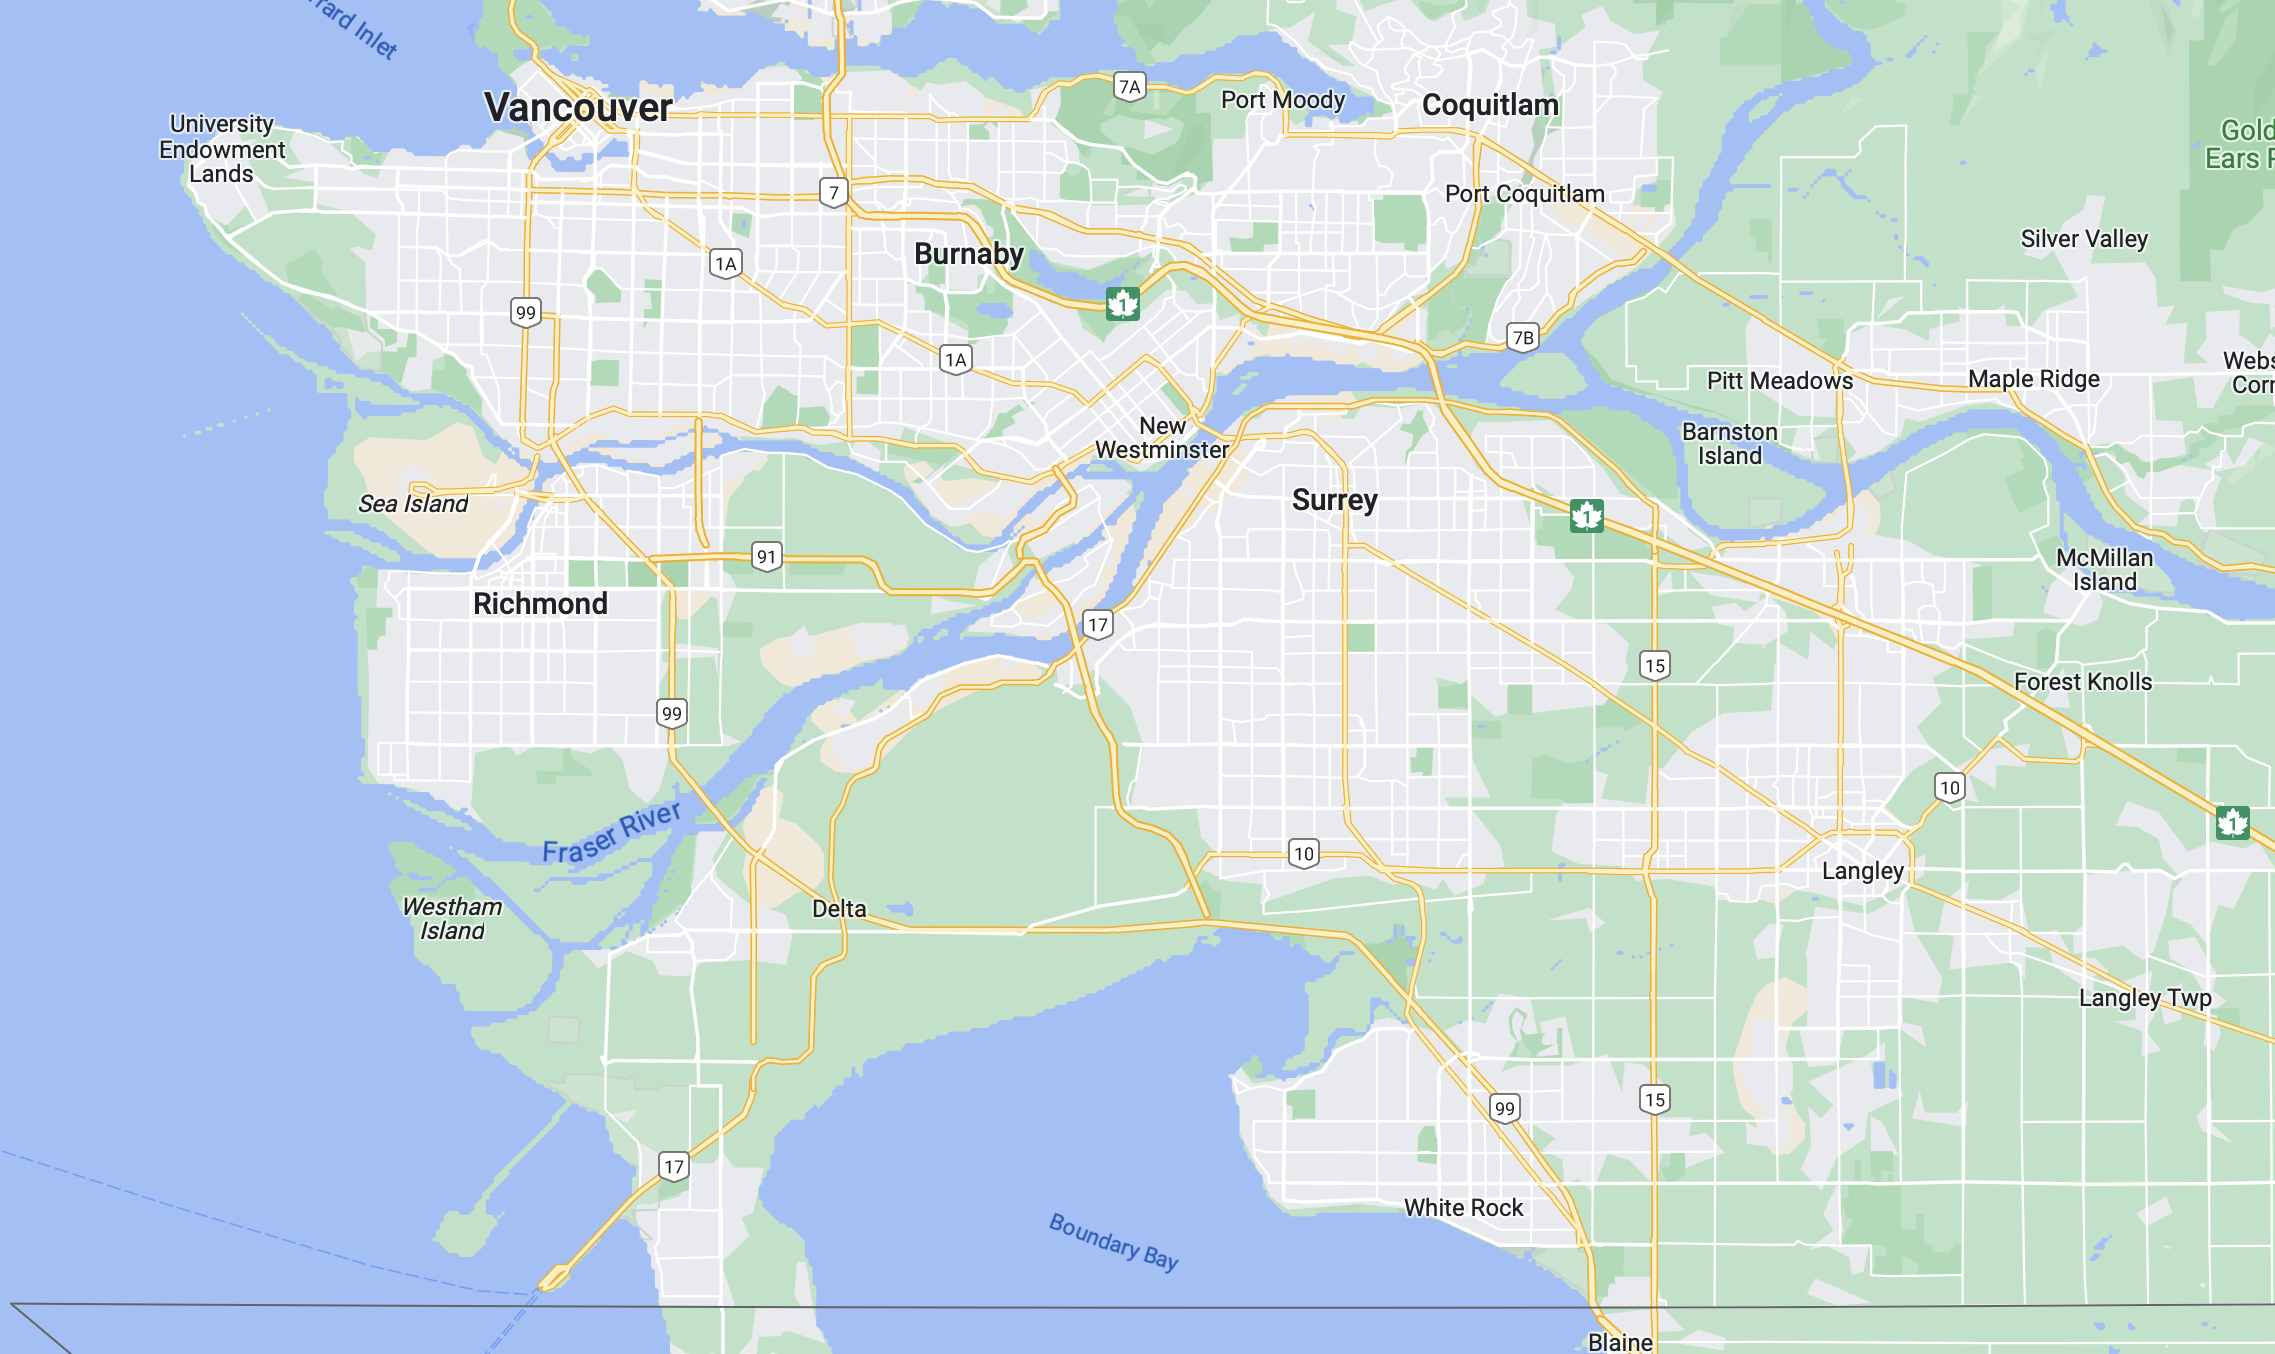 rrard Inlet
7A
Port Moody
Coquitlam
Vancouver
University
Endowment
Lands
Gold
Ears P
7
Port Coquitlam
Silver Valley
1A
Burnaby
1
99
7B
1A
Webs
Corn
Pitt Meadows
Maple Ridge
New
Westminster
Barnston
Island
Sea Island
Surrey
1
91
McMillan
Island
Richmond
17
15
Forest Knolls
99
10
Fraser River
1
10
Langley
Westham
Island
Delta
Langley Twp
99
15
17
White Rock
Boundary Bay
Blaine